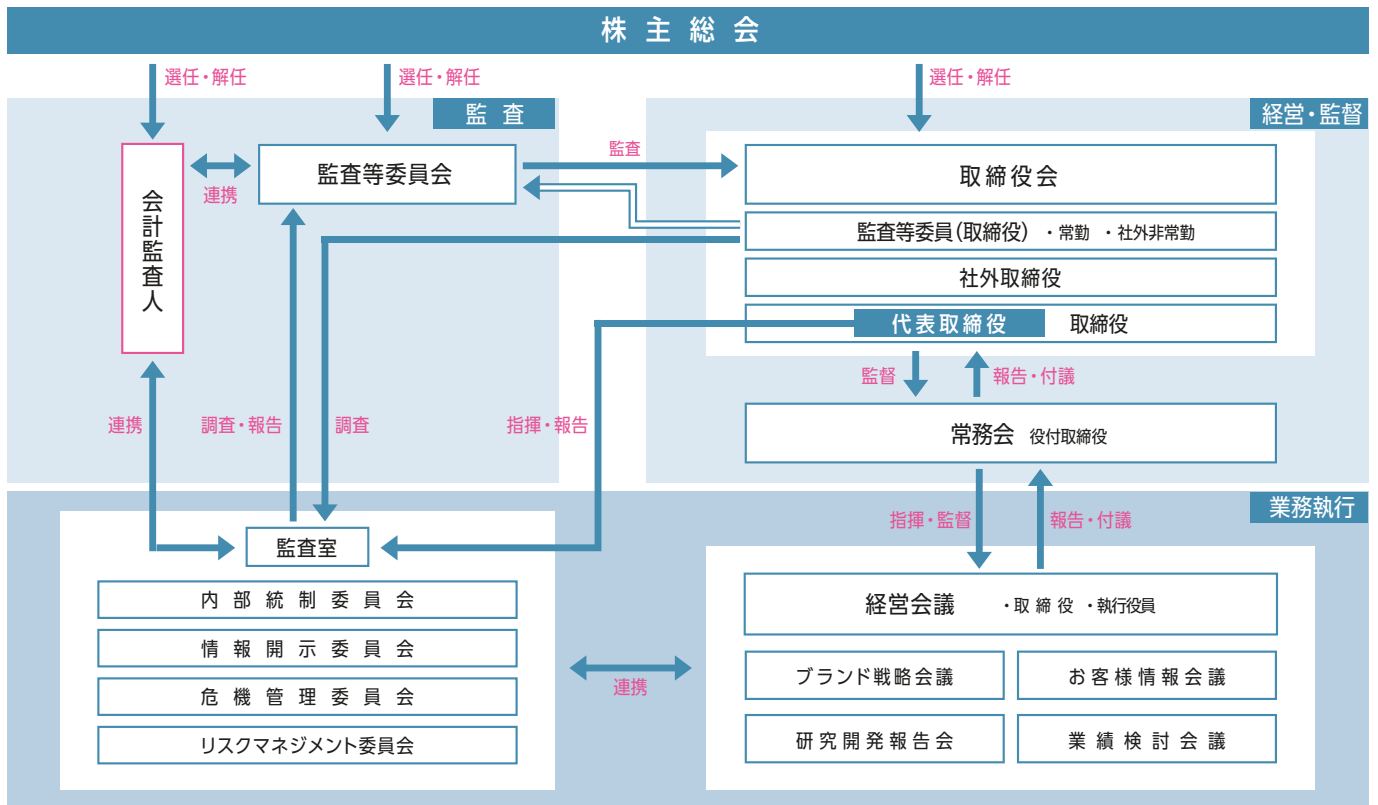 株主総会
選任・解任
選任・解任
選任・解任
監査
経営・監督
会計監査人
連携
監査等委員会
監査
取締役会
監査等委員（取締役） ・常勤 ・社外非常勤
社外取締役
代表取締役 取締役
監督
報告・付議
連携
調査・報告
調査
指揮・報告
常務会 役付取締役
業務執行
指揮・監督
報告・付議
監査室
内部統制委員会
情報開示委員会
危機管理委員会
リスクマネジメント委員会
連携
経営会議 ・取締役 ・執行役員
ブランド戦略会議
お客様情報会議
研究開発報告会
業績検討会議